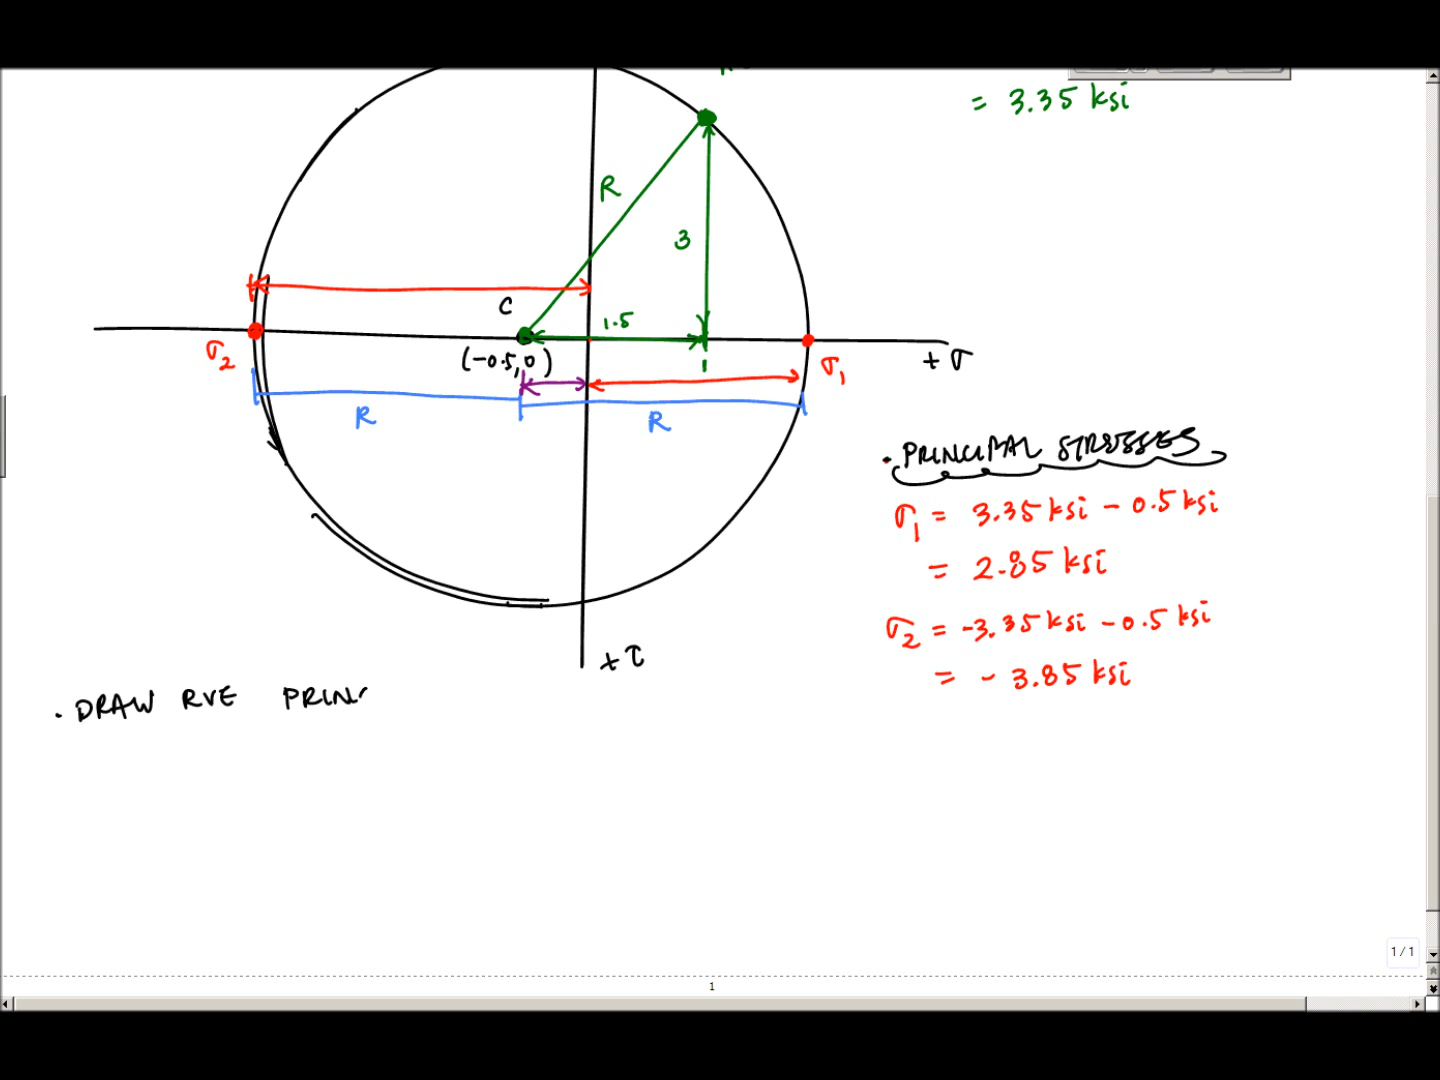 = 3.35 ksi
R
3
C
1.5
(-0.5,0)
1
σ2
σ1
+σ
R
R
· PRINCIPAL STRESSES
σ1 = 3.35 ksi - 0.5 ksi
= 2.85 ksi
σ2 = -3.35 ksi - 0.5 ksi
= - 3.85 ksi
+τ
· DRAW RVE PRINC
1 / 1
1